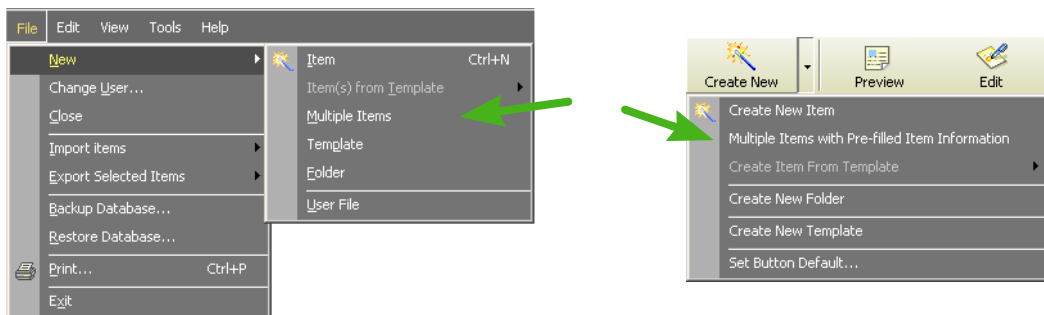 File Edit View Tools Help
New
Change User...
Close
Import items
Export Selected Items
Backup Database...
Restore Database...
Print... Ctrl+P
Exit
Item Ctrl+N
Item(s) from Template
Multiple Items
Template
Folder
User File
Create New Preview Edit
Create New Item
Multiple Items with Pre-filled Item Information
Create Item From Template
Create New Folder
Create New Template
Set Button Default...